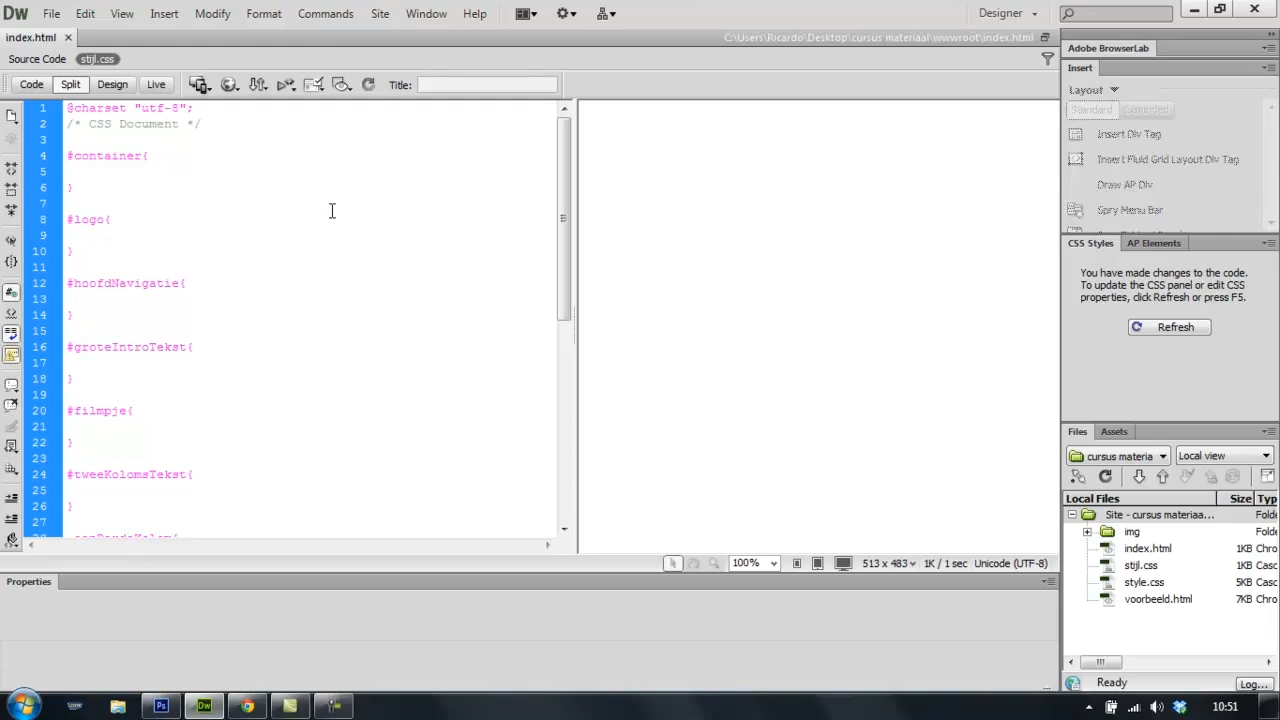 DW File Edit View Insert Modify Format Commands Site Window Help Designer
index.html C:\Users\Ricardo\Desktop\cursus materiaal\wwwroot\index.html
Source Code stijl.css
Code Split Design Live Title:
1 @charset "utf-8";
2 /* CSS Document */
3
4 #container{
5
6 }
7
8 #logo{
9
10 }
11
12 #hoofdNavigatie{
13
14 }
15
16 #groteIntroTekst{
17
18 }
19
20 #filmpje{
21
22 }
23
24 #tweeKolomsTekst{
25
26 }
27
100% 513 x 483 1K / 1 sec Unicode (UTF-8)
Properties
Adobe BrowserLab
Insert
Layout
Standard Expanded
Insert Div Tag
Insert Fluid Grid Layout Div Tag
Draw AP Div
Spry Menu Bar
CSS Styles AP Elements
You have made changes to the code.
To update the CSS panel or edit CSS
properties, click Refresh or press F5.
Refresh
Files Assets
cursus materia Local view
Local Files Size Typ
Site - cursus materiaa... Folde
img Folde
index.html 1KB Chro
stijl.css 1KB Casc
style.css 5KB Casc
voorbeeld.html 7KB Chro
Ready Log...
Ps Dw 10:51